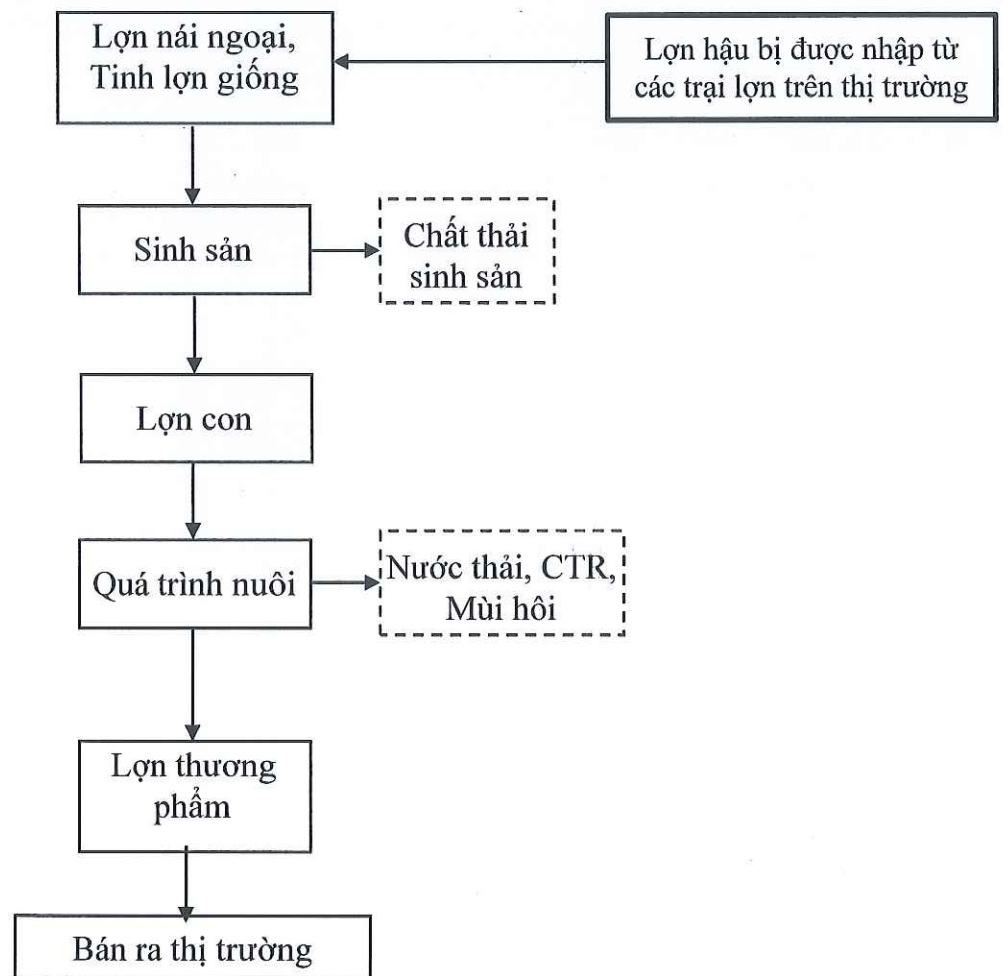 Lợn nái ngoại,
Tinh lợn giống
Lợn hậu bị được nhập từ
các trại lợn trên thị trường
Sinh sản
Chất thải
sinh sản
Lợn con
Quá trình nuôi
Nước thải, CTR,
Mùi hôi
Lợn thương
phẩm
Bán ra thị trường